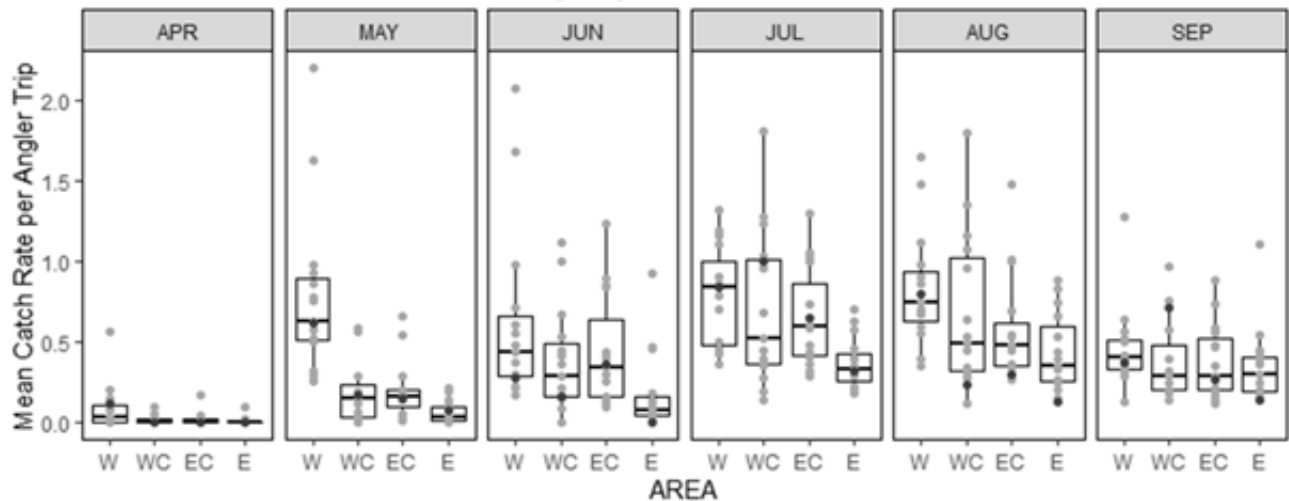 APR MAY JUN JUL AUG SEP
Mean Catch Rate per Angler Trip
2.0
1.5
1.0
0.5
0.0
W WC EC E W WC EC E W WC EC E W WC EC E W WC EC E W WC EC E
AREA